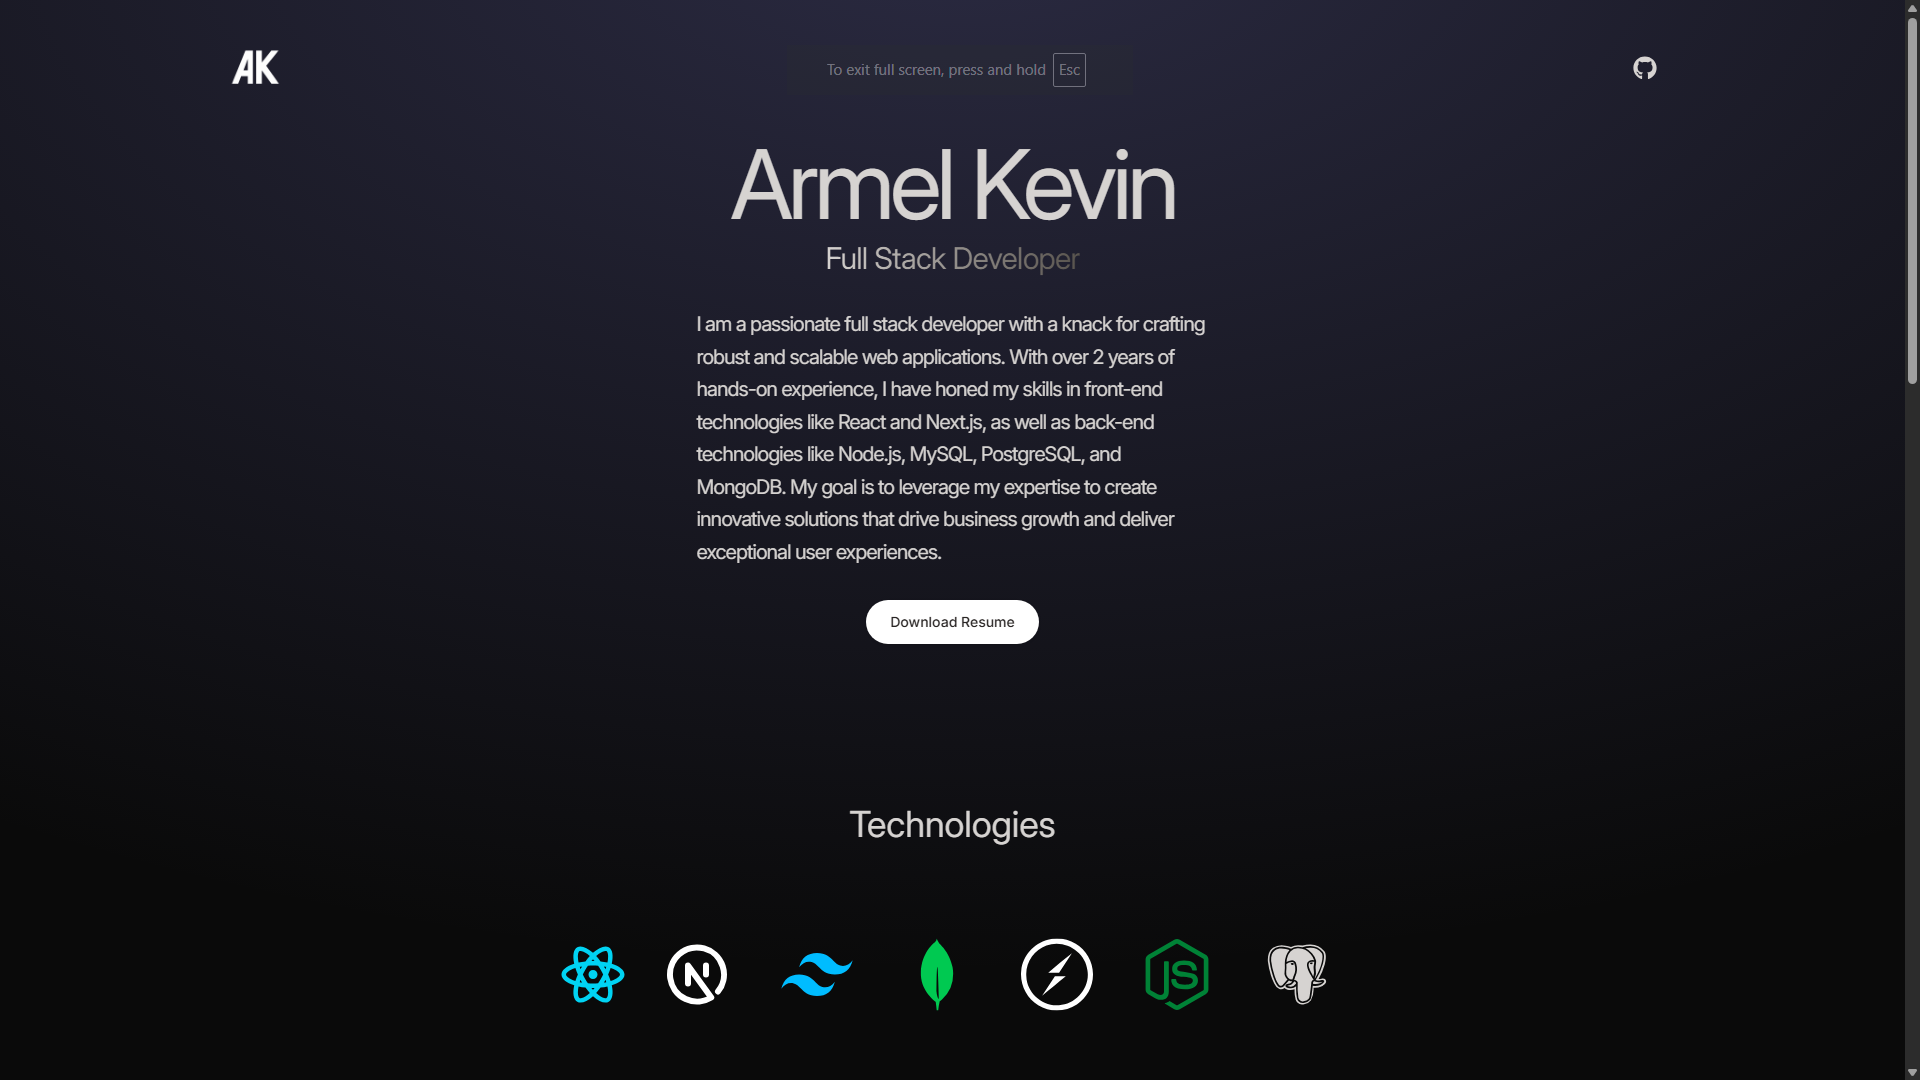 AK
To exit full screen, press and hold Esc
Armel Kevin
Full Stack Developer
I am a passionate full stack developer with a knack for crafting
robust and scalable web applications. With over 2 years of
hands-on experience, I have honed my skills in front-end
technologies like React and Next.js, as well as back-end
technologies like Node.js, MySQL, PostgreSQL, and
MongoDB. My goal is to leverage my expertise to create
innovative solutions that drive business growth and deliver
exceptional user experiences.
Download Resume
Technologies
N
JS